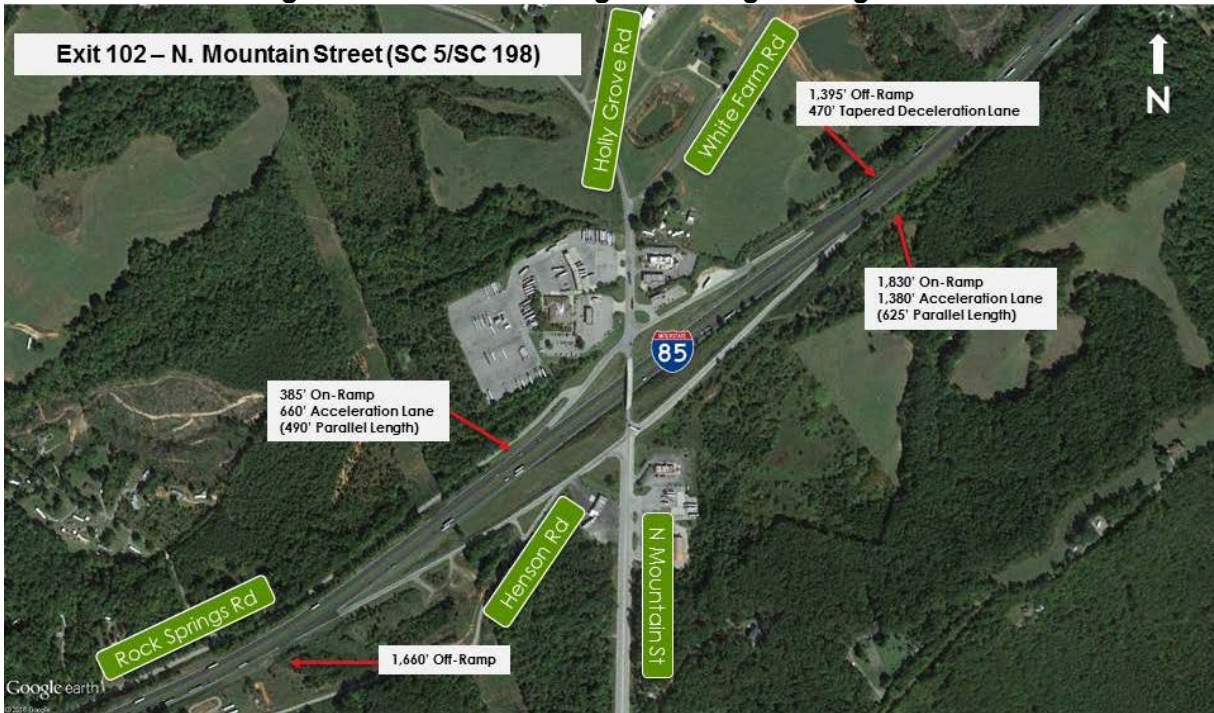 Exit 102 – N. Mountain Street (SC 5/SC 198)
Holly Grove Rd
White Farm Rd
N
1,395' Off-Ramp
470' Tapered Deceleration Lane
1,830' On-Ramp
1,380' Acceleration Lane
(625' Parallel Length)
INTERSTATE
85
385' On-Ramp
660' Acceleration Lane
(490' Parallel Length)
Henson Rd
N Mountain St
Rock Springs Rd
1,660' Off-Ramp
Google earth